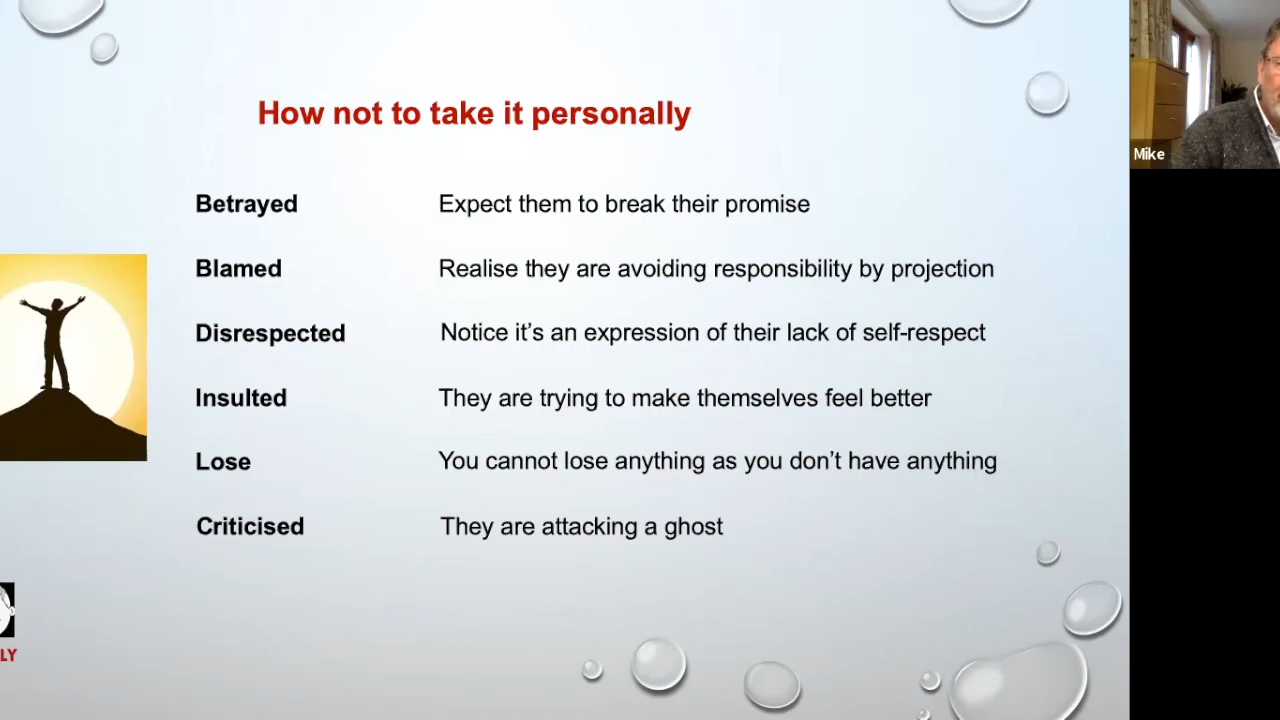 How not to take it personally
Betrayed Expect them to break their promise
Blamed Realise they are avoiding responsibility by projection
Disrespected Notice it’s an expression of their lack of self-respect
Insulted They are trying to make themselves feel better
Lose You cannot lose anything as you don’t have anything
Criticised They are attacking a ghost
LY
Mike